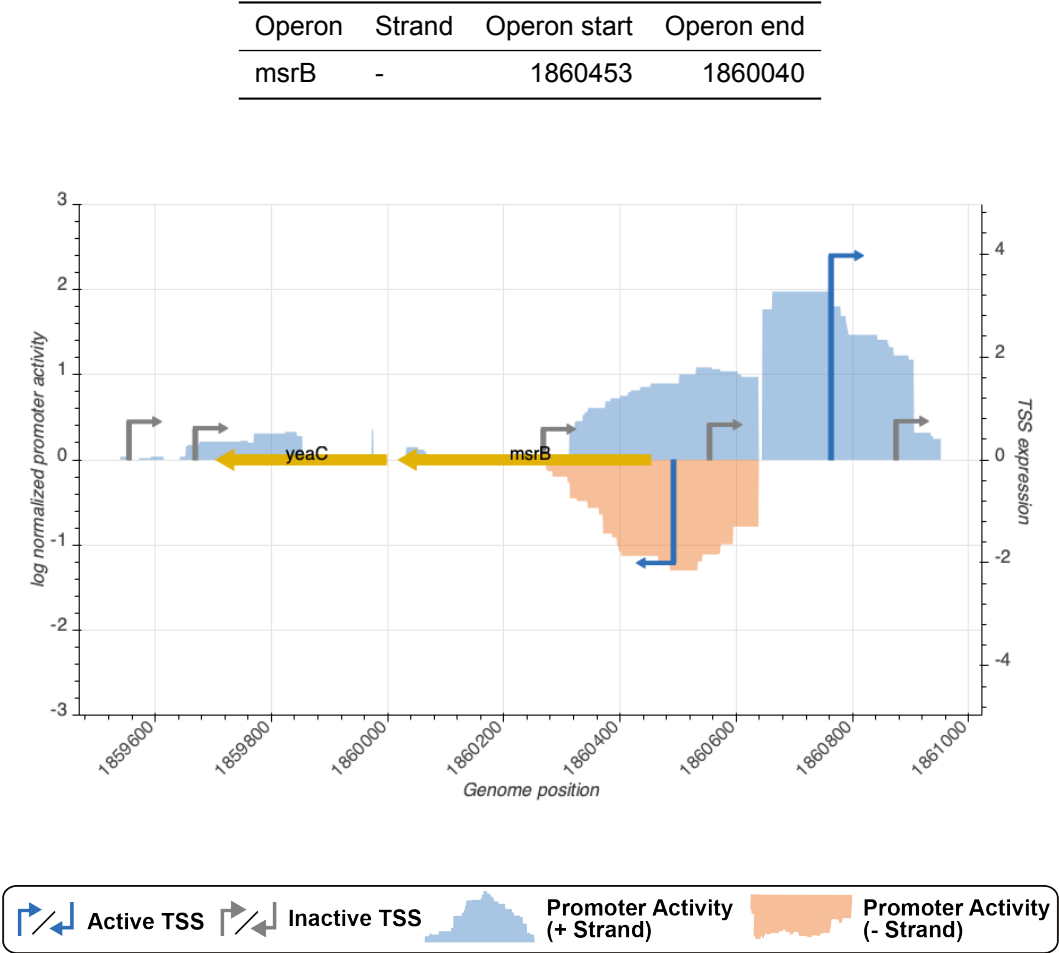 Operon Strand Operon start Operon end
msrB - 1860453 1860040
3
2
1
0
-1
-2
-3
log normalized promoter activity
4
2
0
-2
-4
TSS expression
yeaC
msrB
1859600
1859800
1860000
1860200
1860400
1860600
1860800
1861000
Genome position
Active TSS
Inactive TSS
Promoter Activity
(+ Strand)
Promoter Activity
(- Strand)